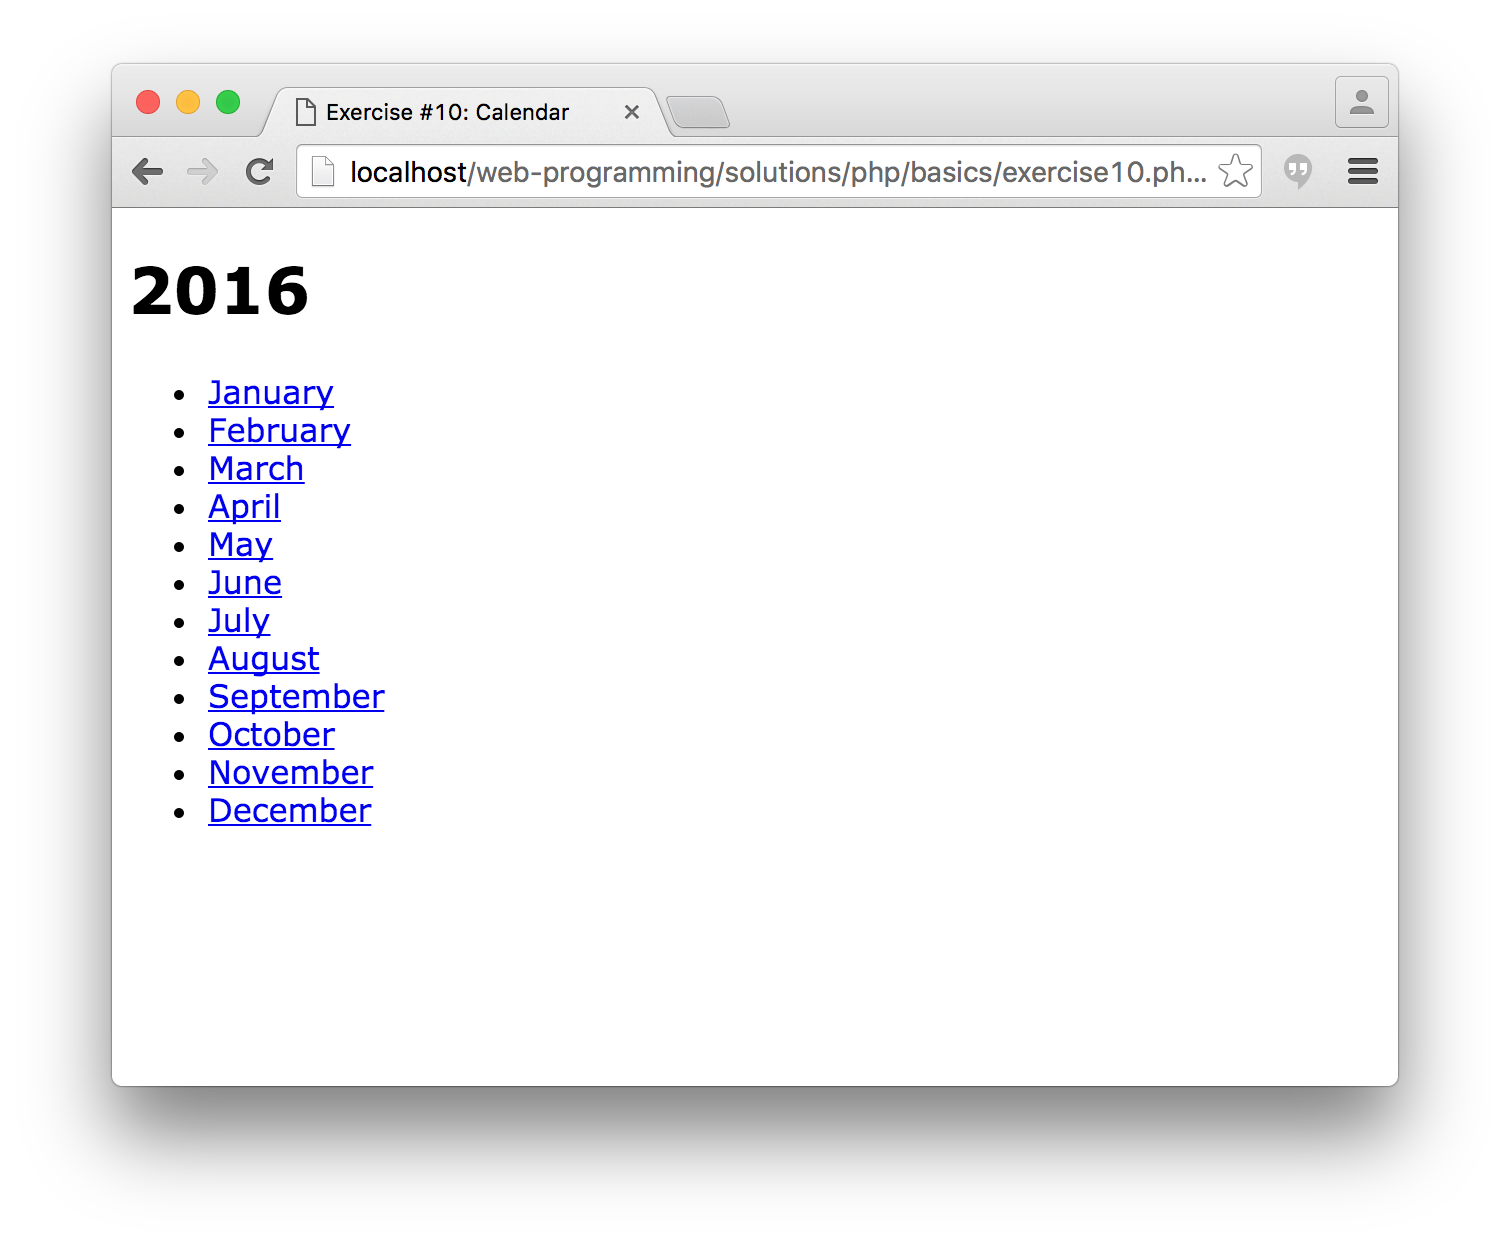 Exercise #10: Calendar
localhost/web-programming/solutions/php/basics/exercise10.ph...
2016
January
February
March
April
May
June
July
August
September
October
November
December